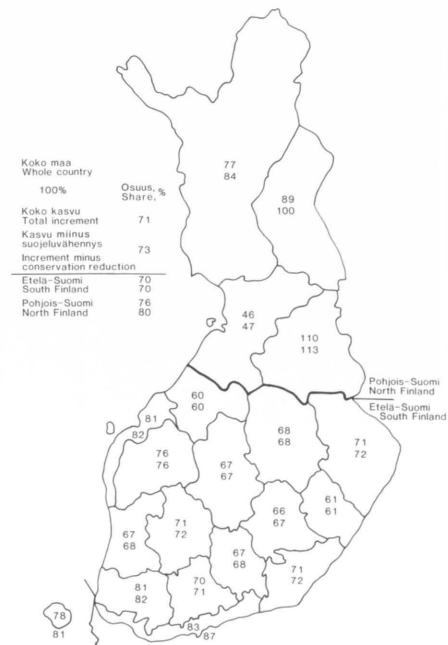 Koko maa
Whole country
100%
Osuus, %
Share,
Koko kasvu
Total increment 71
Kasvu miinus
suojeluvähennys 73
Increment minus
conservation reduction
Etelä-Suomi 70
South Finland 70
Pohjois-Suomi 76
North Finland 80
77
84
89
100
46
47
110
113
Pohjois-Suomi
North Finland
Etelä-Suomi
South Finland
60
60
81
82
68
68
71
72
76
76
67
67
61
61
66
67
71
72
67
68
67
68
71
72
81
82
70
71
83
87
78
81